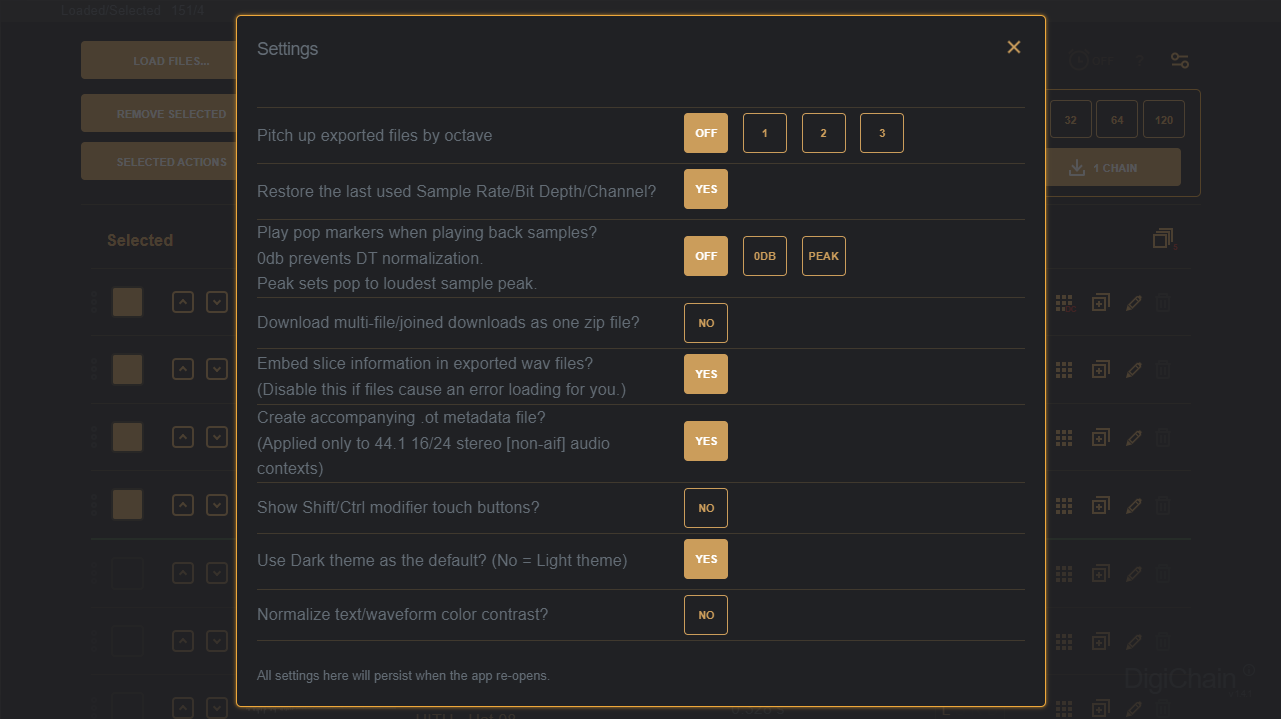 Loaded/Selected 151/4
Settings
LOAD FILES...
OFF ?
REMOVE SELECTED
32 64 120
Pitch up exported files by octave OFF 1 2 3
SELECTED ACTIONS
1 CHAIN
Restore the last used Sample Rate/Bit Depth/Channel? YES
Selected
Play pop markers when playing back samples?
0db prevents DT normalization.
Peak sets pop to loudest sample peak.
OFF 0DB PEAK
Download multi-file/joined downloads as one zip file? NO
Embed slice information in exported wav files?
(Disable this if files cause an error loading for you.)
YES
Create accompanying .ot metadata file?
(Applied only to 44.1 16/24 stereo [non-aif] audio
contexts)
YES
Show Shift/Ctrl modifier touch buttons? NO
Use Dark theme as the default? (No = Light theme) YES
Normalize text/waveform color contrast? NO
All settings here will persist when the app re-opens.
DigiChain